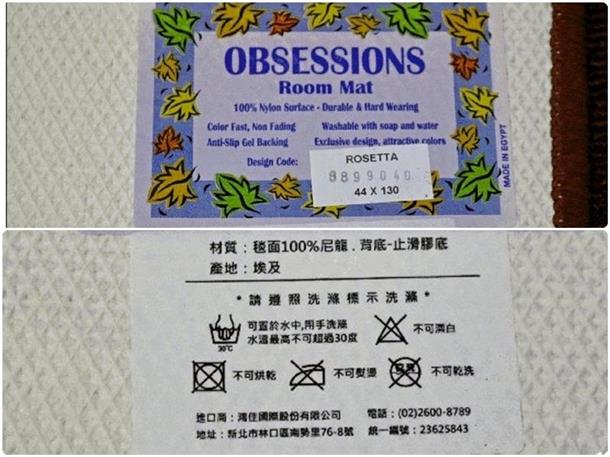 OBSESSIONS
Room Mat
100% Nylon Surface - Durable & Hard Wearing
Color Fast, Non Fading
Washable with soap and water
Anti-Slip Gel Backing
Exclusive design, attractive colors
Design Code:
ROSETTA
8899040
44 X 130
MADE IN EGYPT
材質：毯面100%尼龍．背底-止滑膠底
產地：埃及
*請遵照洗滌標示洗滌*
30℃
可置於水中,用手洗滌
水溫最高不可超過30度
不可漂白
不可烘乾
不可熨燙
不可乾洗
進口商：鴻佳國際股份有限公司
電話：(02)2600-8789
地址：新北市林口區南勢里76-8號
統一編號：23625843